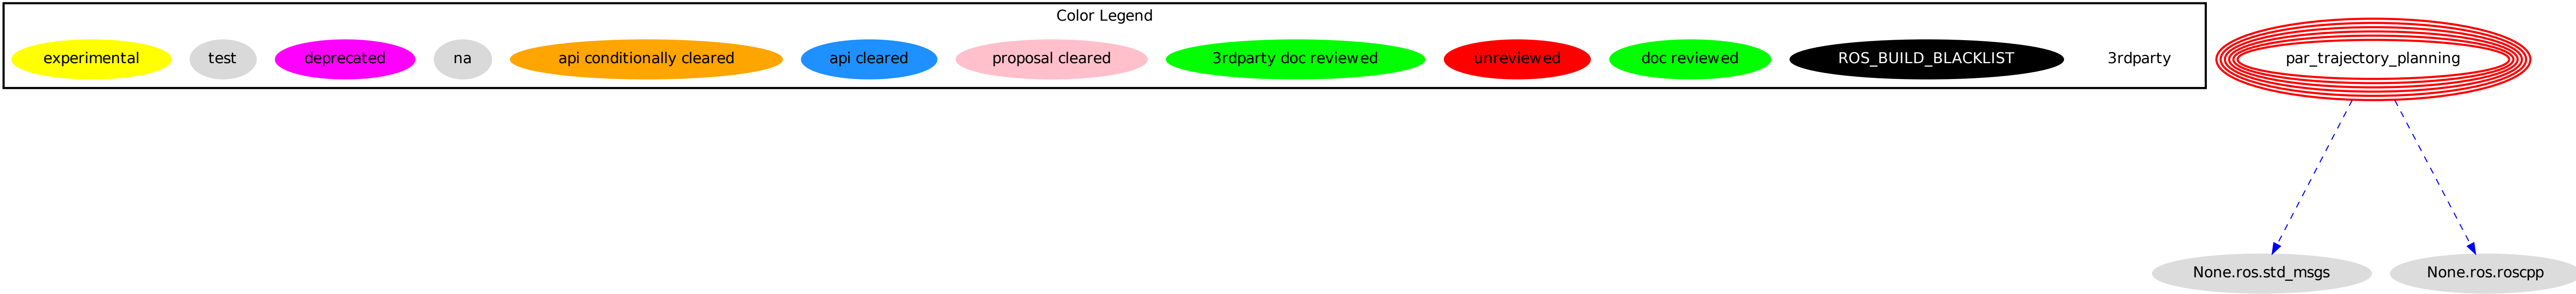 Color Legend
experimental
test
deprecated
na
api conditionally cleared
api cleared
proposal cleared
3rdparty doc reviewed
unreviewed
doc reviewed
ROS_BUILD_BLACKLIST
3rdparty
par_trajectory_planning
None.ros.std_msgs
None.ros.roscpp